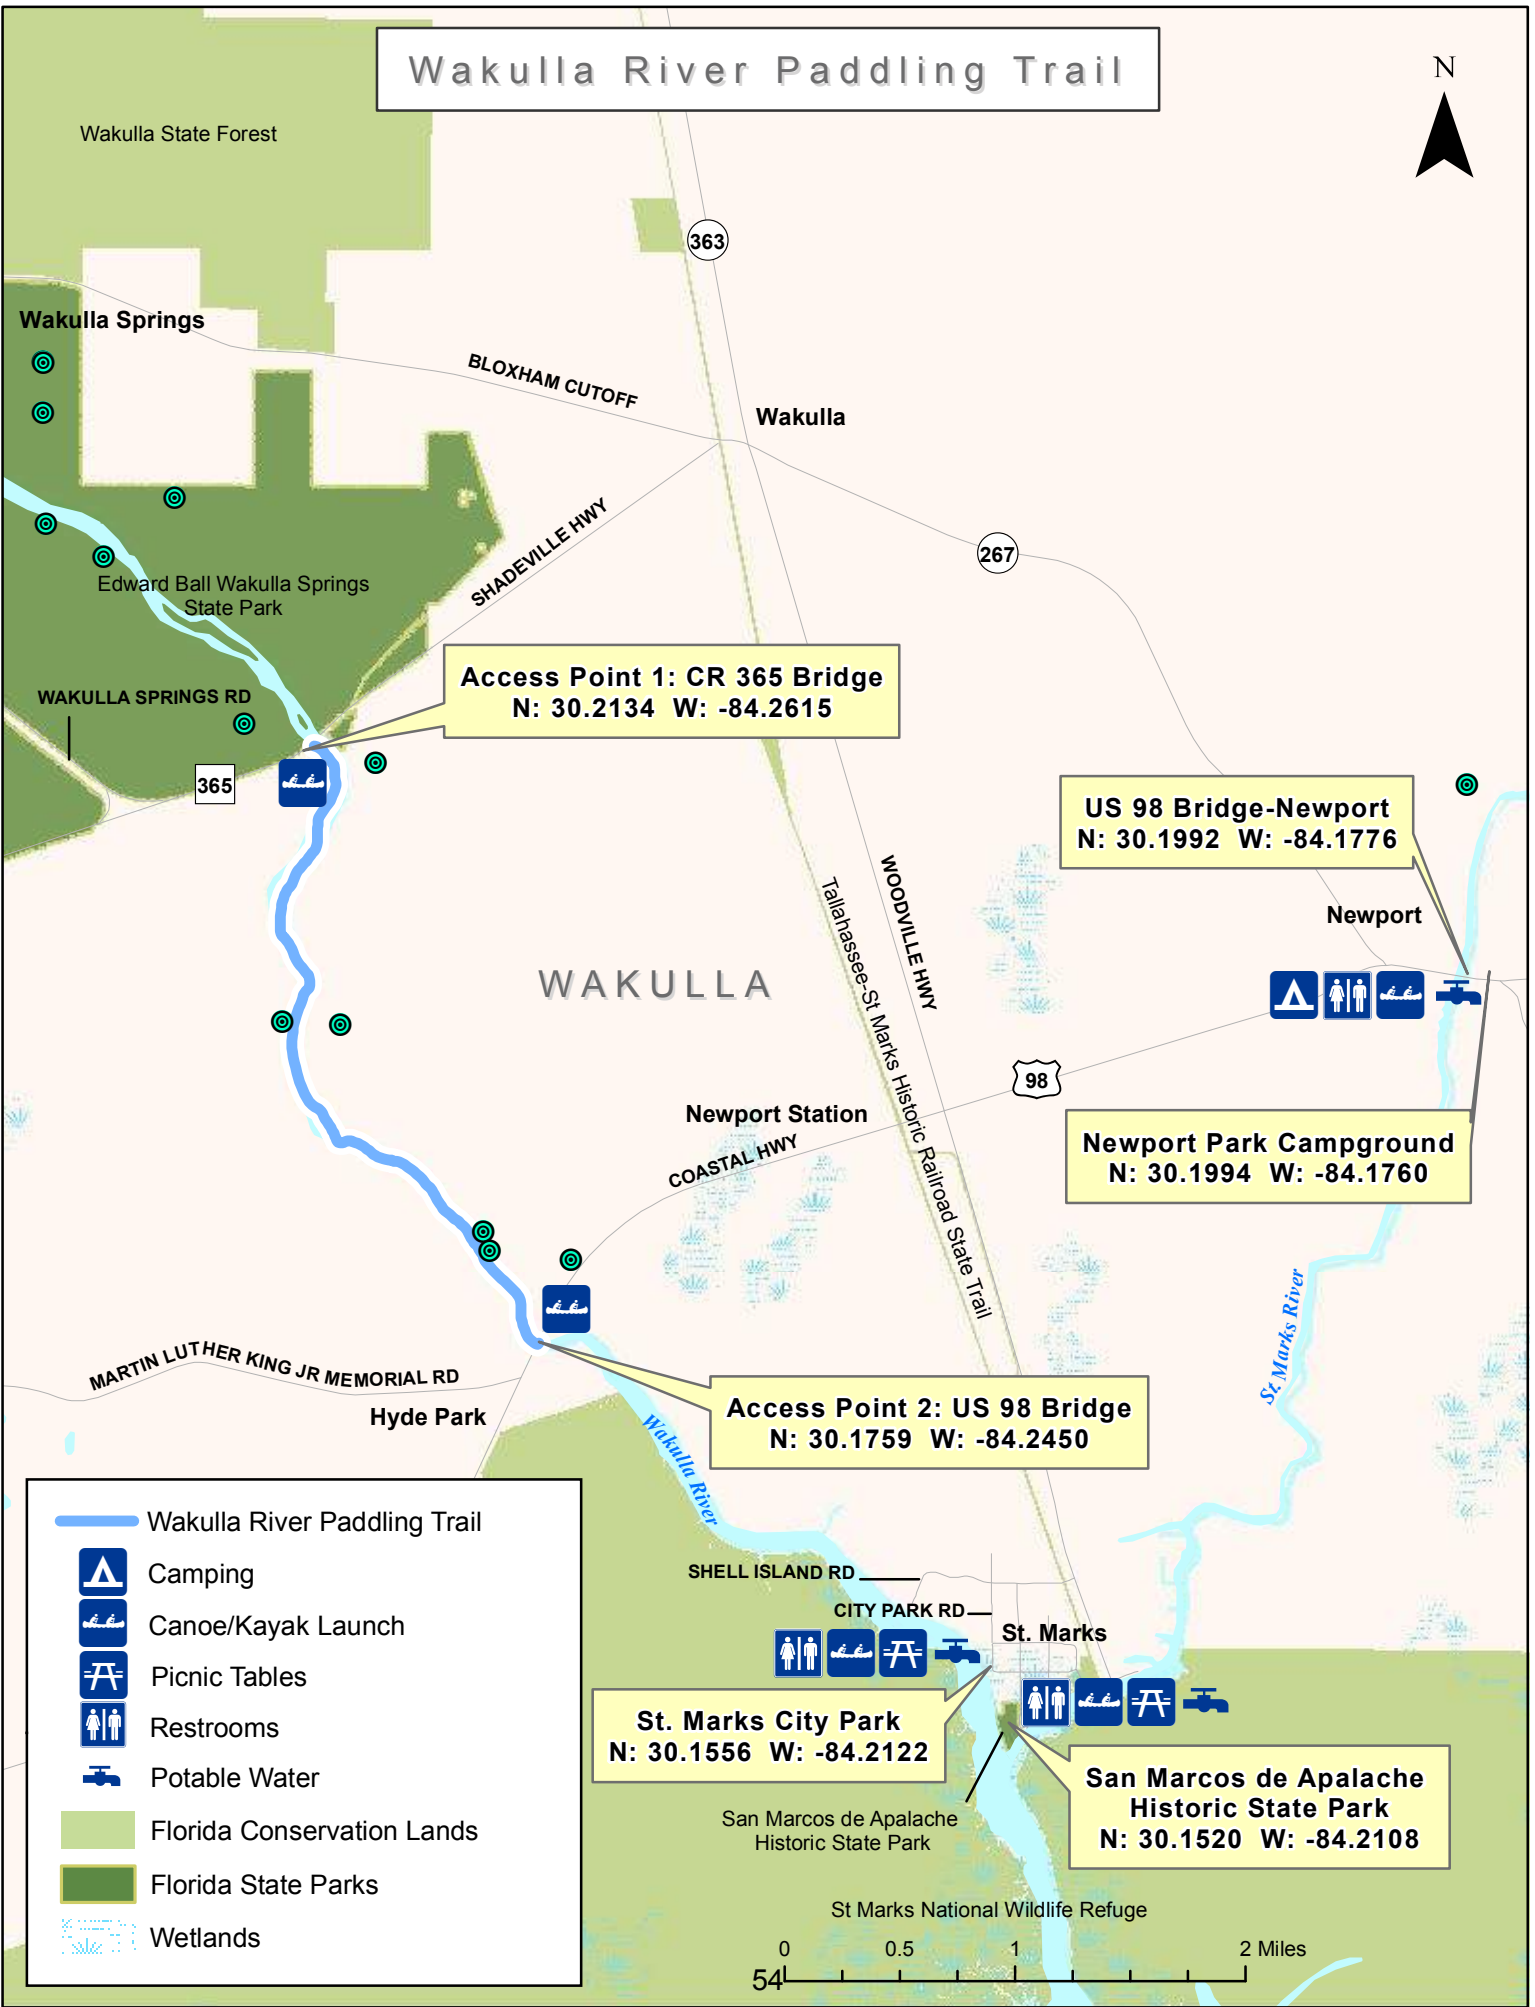 Wakulla River Paddling Trail
N
Wakulla State Forest
363
Wakulla Springs
BLOXHAM CUTOFF
Wakulla
SHADEVILLE HWY
267
Edward Ball Wakulla Springs
State Park
Access Point 1: CR 365 Bridge
N: 30.2134 W: -84.2615
WAKULLA SPRINGS RD
365
US 98 Bridge-Newport
N: 30.1992 W: -84.1776
WOODVILLE HWY
Tallahassee-St Marks Historic Railroad State Trail
Newport
WAKULLA
98
Newport Station
COASTAL HWY
Newport Park Campground
N: 30.1994 W: -84.1760
St. Marks River
MARTIN LUTHER KING JR MEMORIAL RD
Hyde Park
Access Point 2: US 98 Bridge
N: 30.1759 W: -84.2450
Wakulla River
Wakulla River Paddling Trail
Camping
Canoe/Kayak Launch
Picnic Tables
Restrooms
Potable Water
Florida Conservation Lands
Florida State Parks
Wetlands
SHELL ISLAND RD
CITY PARK RD
St. Marks
St. Marks City Park
N: 30.1556 W: -84.2122
San Marcos de Apalache
Historic State Park
N: 30.1520 W: -84.2108
San Marcos de Apalache
Historic State Park
St Marks National Wildlife Refuge
0 0.5 1 2 Miles
54